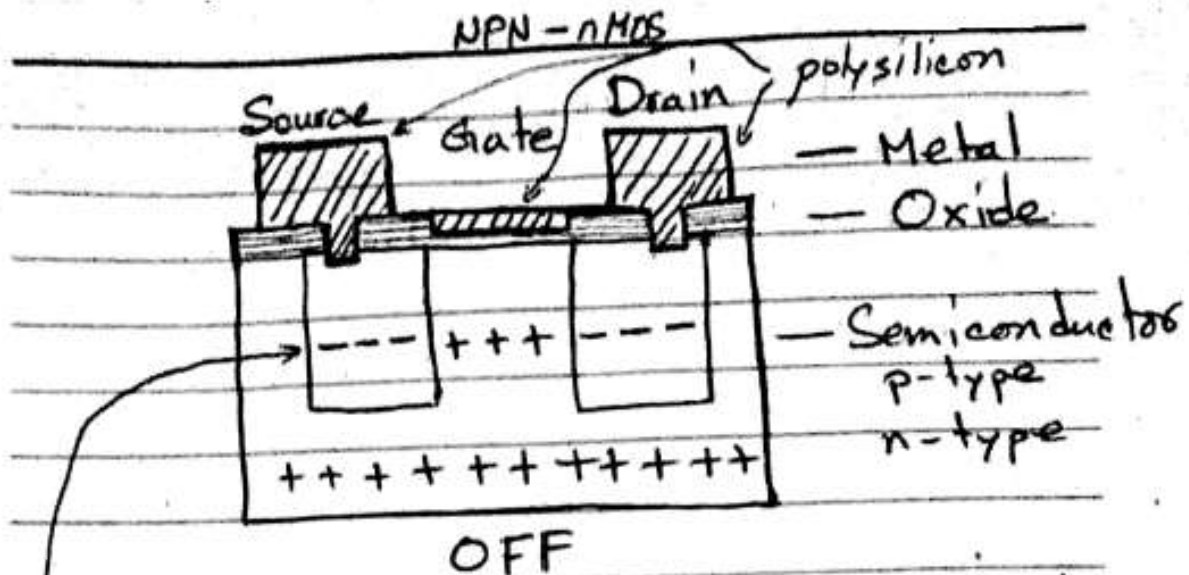 NPN - nMOS
Source
Gate
Drain
polysilicon
— Metal
— Oxide
- - - + + + - - -
— Semiconductor
p-type
n-type
+ + + + + + + + + +
OFF